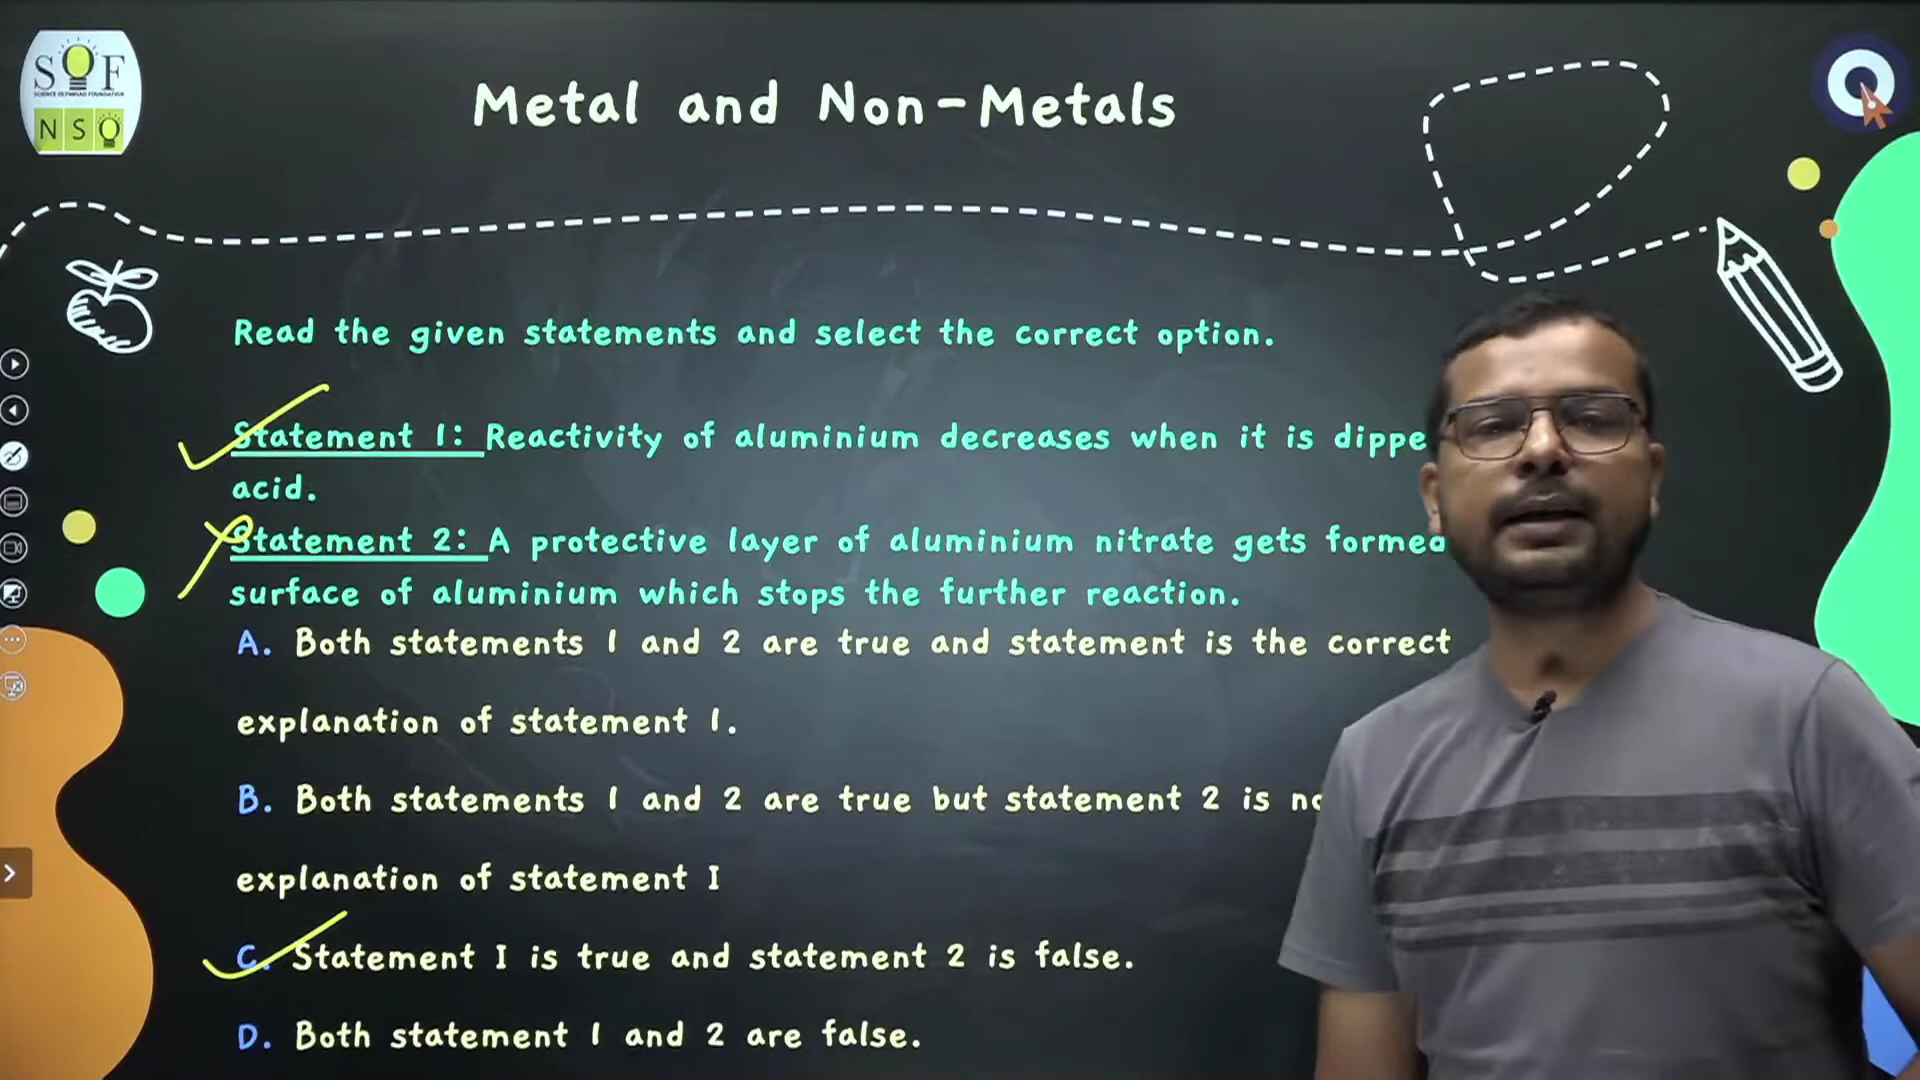 SOF
SCIENCE OLYMPIAD FOUNDATION
NSO
Metal and Non-Metals
Read the given statements and select the correct option.
Statement 1: Reactivity of aluminium decreases when it is dippe
acid.
Statement 2: A protective layer of aluminium nitrate gets formed
surface of aluminium which stops the further reaction.
A. Both statements 1 and 2 are true and statement is the correct
explanation of statement 1.
B. Both statements 1 and 2 are true but statement 2 is no
explanation of statement I
C. Statement I is true and statement 2 is false.
D. Both statement 1 and 2 are false.